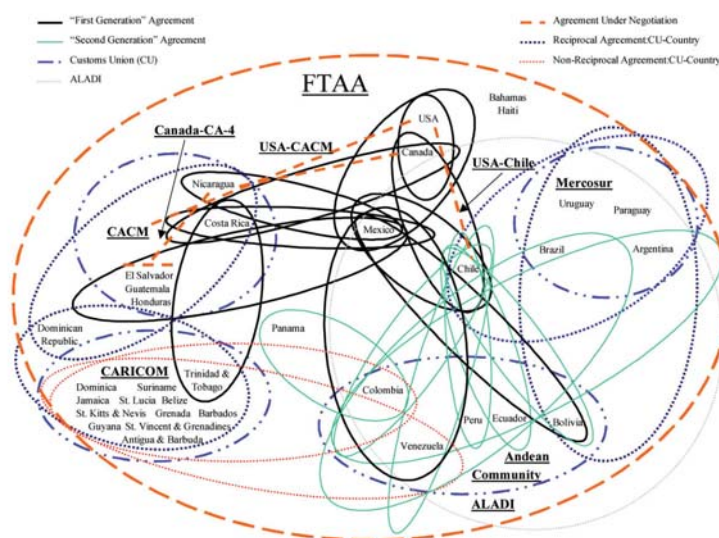 "First Generation" Agreement
"Second Generation" Agreement
Customs Union (CU)
ALADI
Agreement Under Negotiation
Reciprocal Agreement:CU-Country
Non-Reciprocal Agreement:CU-Country
FTAA
Bahamas
Haiti
USA
Canada-CA-4
USA-CACM
Canada
USA-Chile
Nicaragua
Mercosur
Uruguay
Paraguay
CACM
Costa Rica
Mexico
Brazil
Argentina
El Salvador
Guatemala
Honduras
Chile
Dominican
Republic
Panama
CARICOM
Trinidad &
Tobago
Dominica Suriname
Jamaica St. Lucia Belize
St. Kitts & Nevis Grenada Barbados
Guyana St. Vincent & Grenadines
Antigua & Barbuda
Colombia
Peru
Ecuador
Bolivia
Venezuela
Andean
Community
ALADI